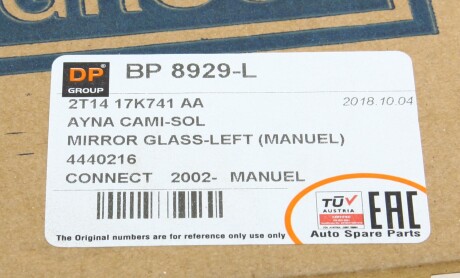 DP
GROUP
BP 8929-L
2T14 17K741 AA
2018.10.04
AYNA CAMI-SOL
MIRROR GLASS-LEFT (MANUEL)
4440216
CONNECT 2002- MANUEL
TÜV
AUSTRIA
EAC
Auto Spare Parts
The Original numbers are for reference only use only